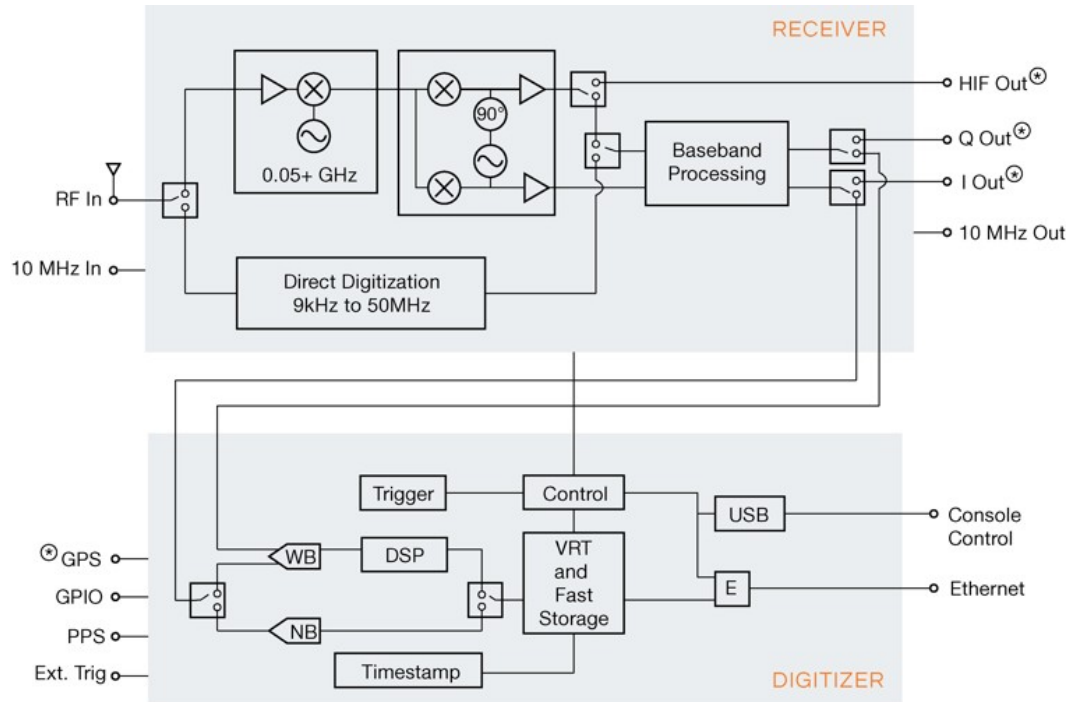 RECEIVER
HIF Out ⊛
90°
Q Out ⊛
Baseband
Processing
0.05+ GHz
I Out ⊛
RF In
10 MHz Out
10 MHz In
Direct Digitization
9kHz to 50MHz
Trigger
Control
USB
Console
Control
⊛ GPS
WB
DSP
VRT
and
Fast
Storage
E
Ethernet
GPIO
NB
PPS
Timestamp
Ext. Trig
DIGITIZER